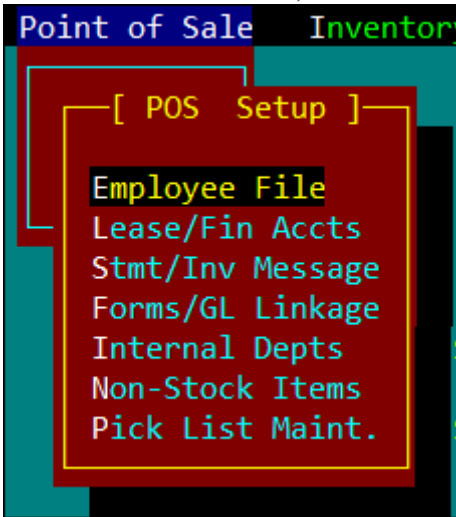 Point of Sale Inventory
[ POS Setup ]
Employee File
Lease/Fin Accts
Stmt/Inv Message
Forms/GL Linkage
Internal Depts
Non-Stock Items
Pick List Maint.